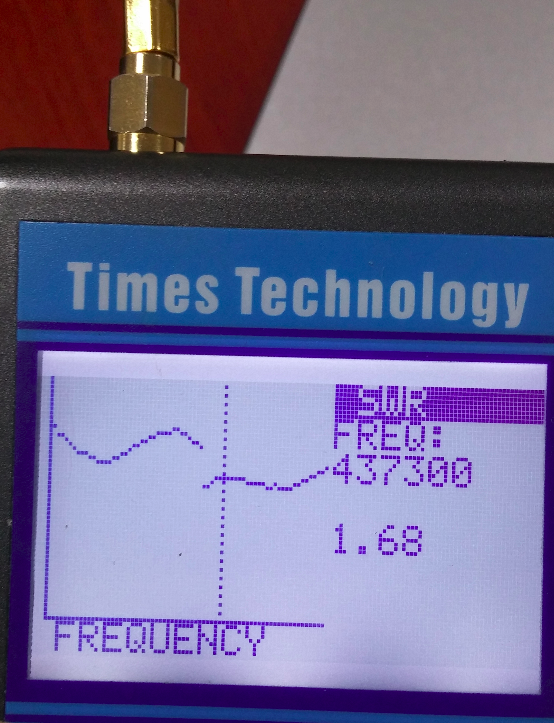 Times Technology
SWR
FREQ:
437300
1.68
FREQUENCY